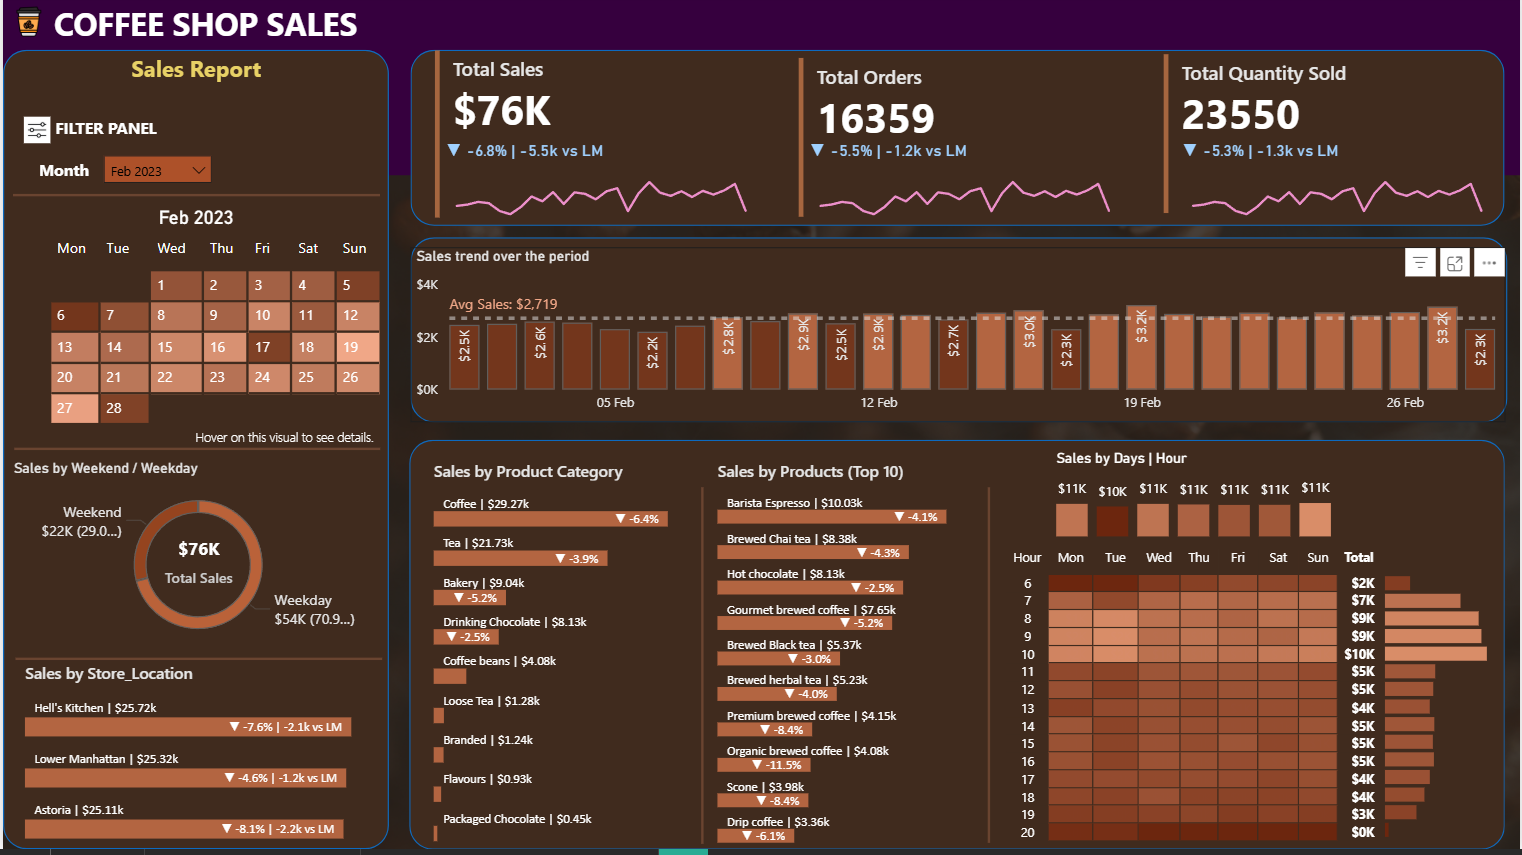 COFFEE SHOP SALES
Sales Report
FILTER PANEL
Month
Feb 2023
Feb 2023
Mon Tue Wed Thu Fri Sat Sun
1 2 3 4 5
6 7 8 9 10 11 12
13 14 15 16 17 18 19
20 21 22 23 24 25 26
27 28
Hover on this visual to see details.
Sales by Weekend / Weekday
Weekend
$22K (29.0...)
$76K
Total Sales
Weekday
$54K (70.9...)
Sales by Store_Location
Hell's Kitchen | $25.72k
▼ -7.6% | -2.1k vs LM
Lower Manhattan | $25.32k
▼ -4.6% | -1.2k vs LM
Astoria | $25.11k
▼ -8.1% | -2.2k vs LM
Total Sales
$76K
▼ -6.8% | -5.5k vs LM
Total Orders
16359
▼ -5.5% | -1.2k vs LM
Total Quantity Sold
23550
▼ -5.3% | -1.3k vs LM
Sales trend over the period
$4K
Avg Sales: $2,719
$2K
$0K
$2.5K $2.6K $2.2K $2.8K $2.9K $2.5K $2.9K $2.7K $3.0K $2.3K $3.2K $3.2K $2.3K
05 Feb 12 Feb 19 Feb 26 Feb
Sales by Product Category
Coffee | $29.27k
▼ -6.4%
Tea | $21.73k
▼ -3.9%
Bakery | $9.04k
▼ -5.2%
Drinking Chocolate | $8.13k
▼ -2.5%
Coffee beans | $4.08k
Loose Tea | $1.28k
Branded | $1.24k
Flavours | $0.93k
Packaged Chocolate | $0.45k
Sales by Products (Top 10)
Barista Espresso | $10.03k
▼ -4.1%
Brewed Chai tea | $8.38k
▼ -4.3%
Hot chocolate | $8.13k
▼ -2.5%
Gourmet brewed coffee | $7.65k
▼ -5.2%
Brewed Black tea | $5.37k
▼ -3.0%
Brewed herbal tea | $5.23k
▼ -4.0%
Premium brewed coffee | $4.15k
▼ -8.4%
Organic brewed coffee | $4.08k
▼ -11.5%
Scone | $3.98k
▼ -8.4%
Drip coffee | $3.36k
▼ -6.1%
Sales by Days | Hour
$11K $10K $11K $11K $11K $11K $11K
Hour Mon Tue Wed Thu Fri Sat Sun Total
6 $2K
7 $7K
8 $9K
9 $9K
10 $10K
11 $5K
12 $5K
13 $4K
14 $5K
15 $5K
16 $5K
17 $4K
18 $4K
19 $3K
20 $0K